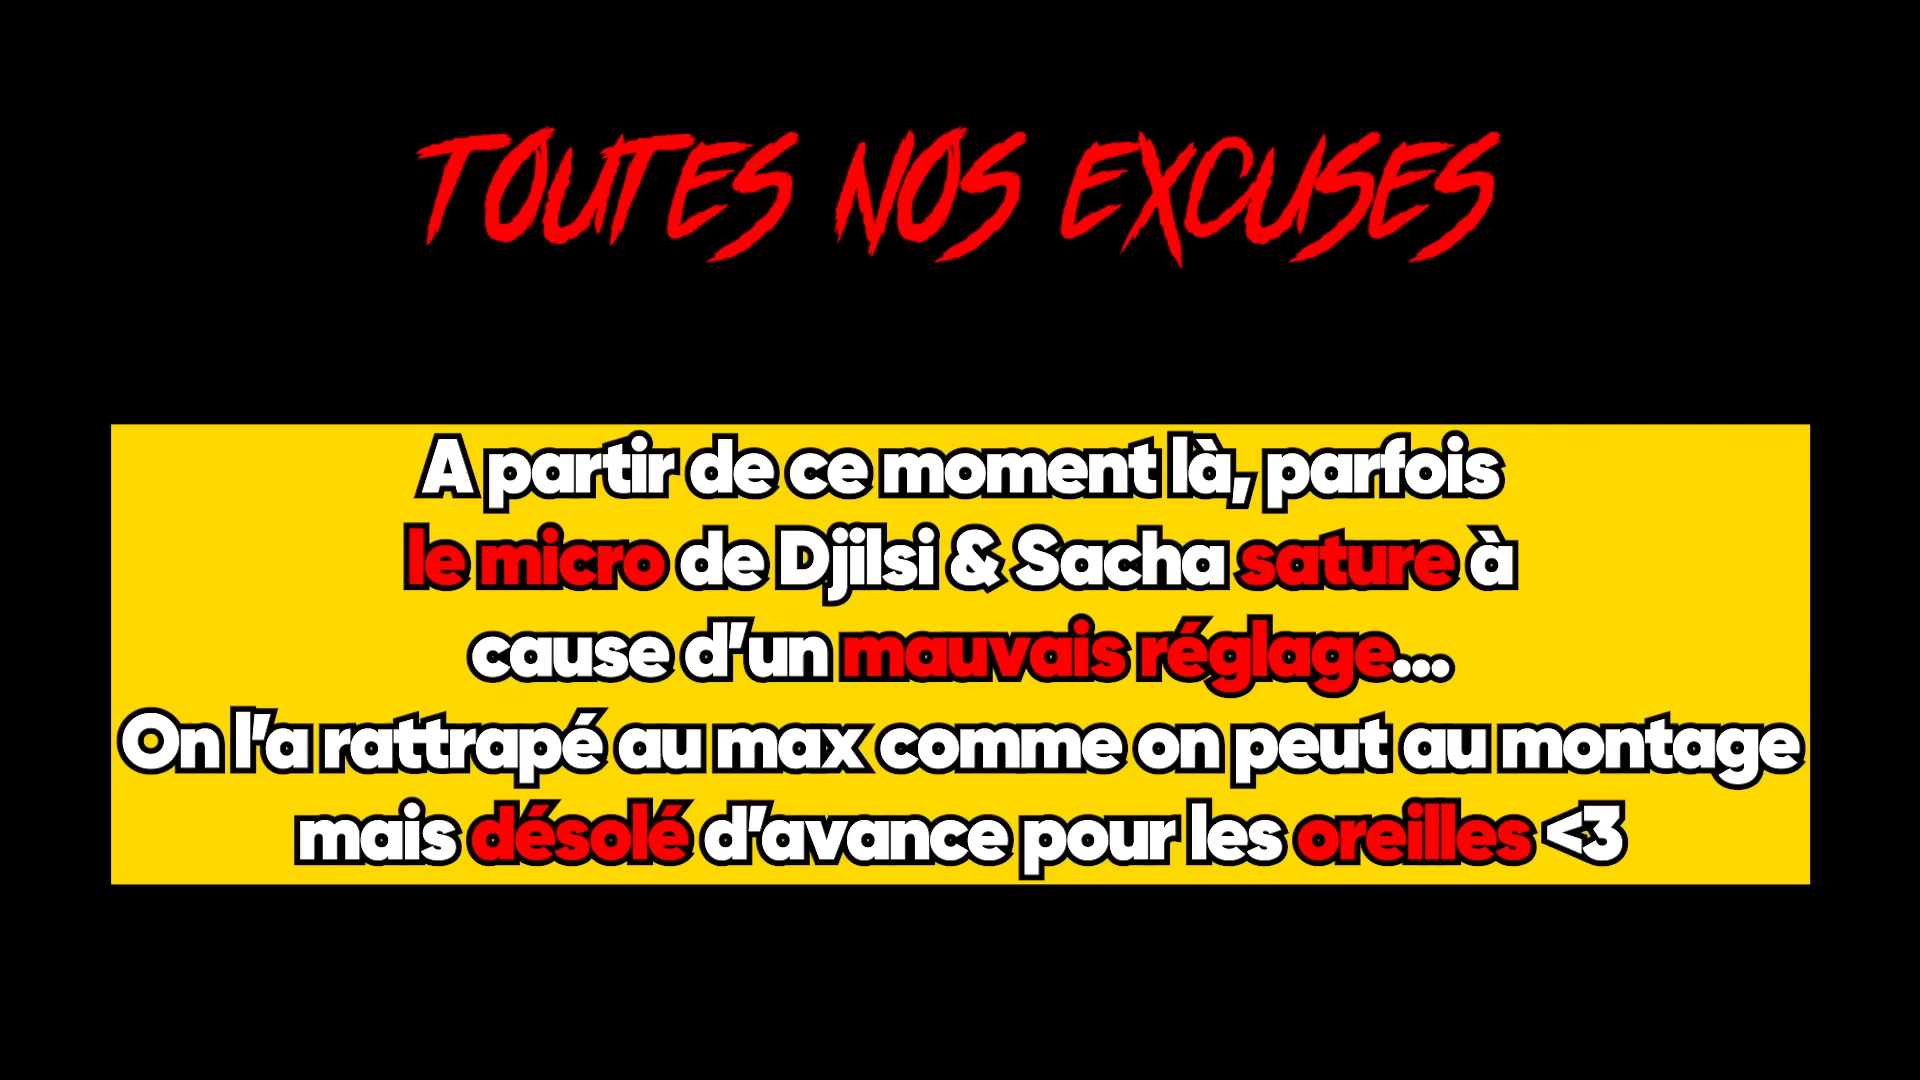 TOUTES NOS EXCUSES
A partir de ce moment là, parfois
le micro de Djilsi & Sacha sature à
cause d'un mauvais réglage...
On l'a rattrapé au max comme on peut au montage
mais désolé d'avance pour les oreilles <3